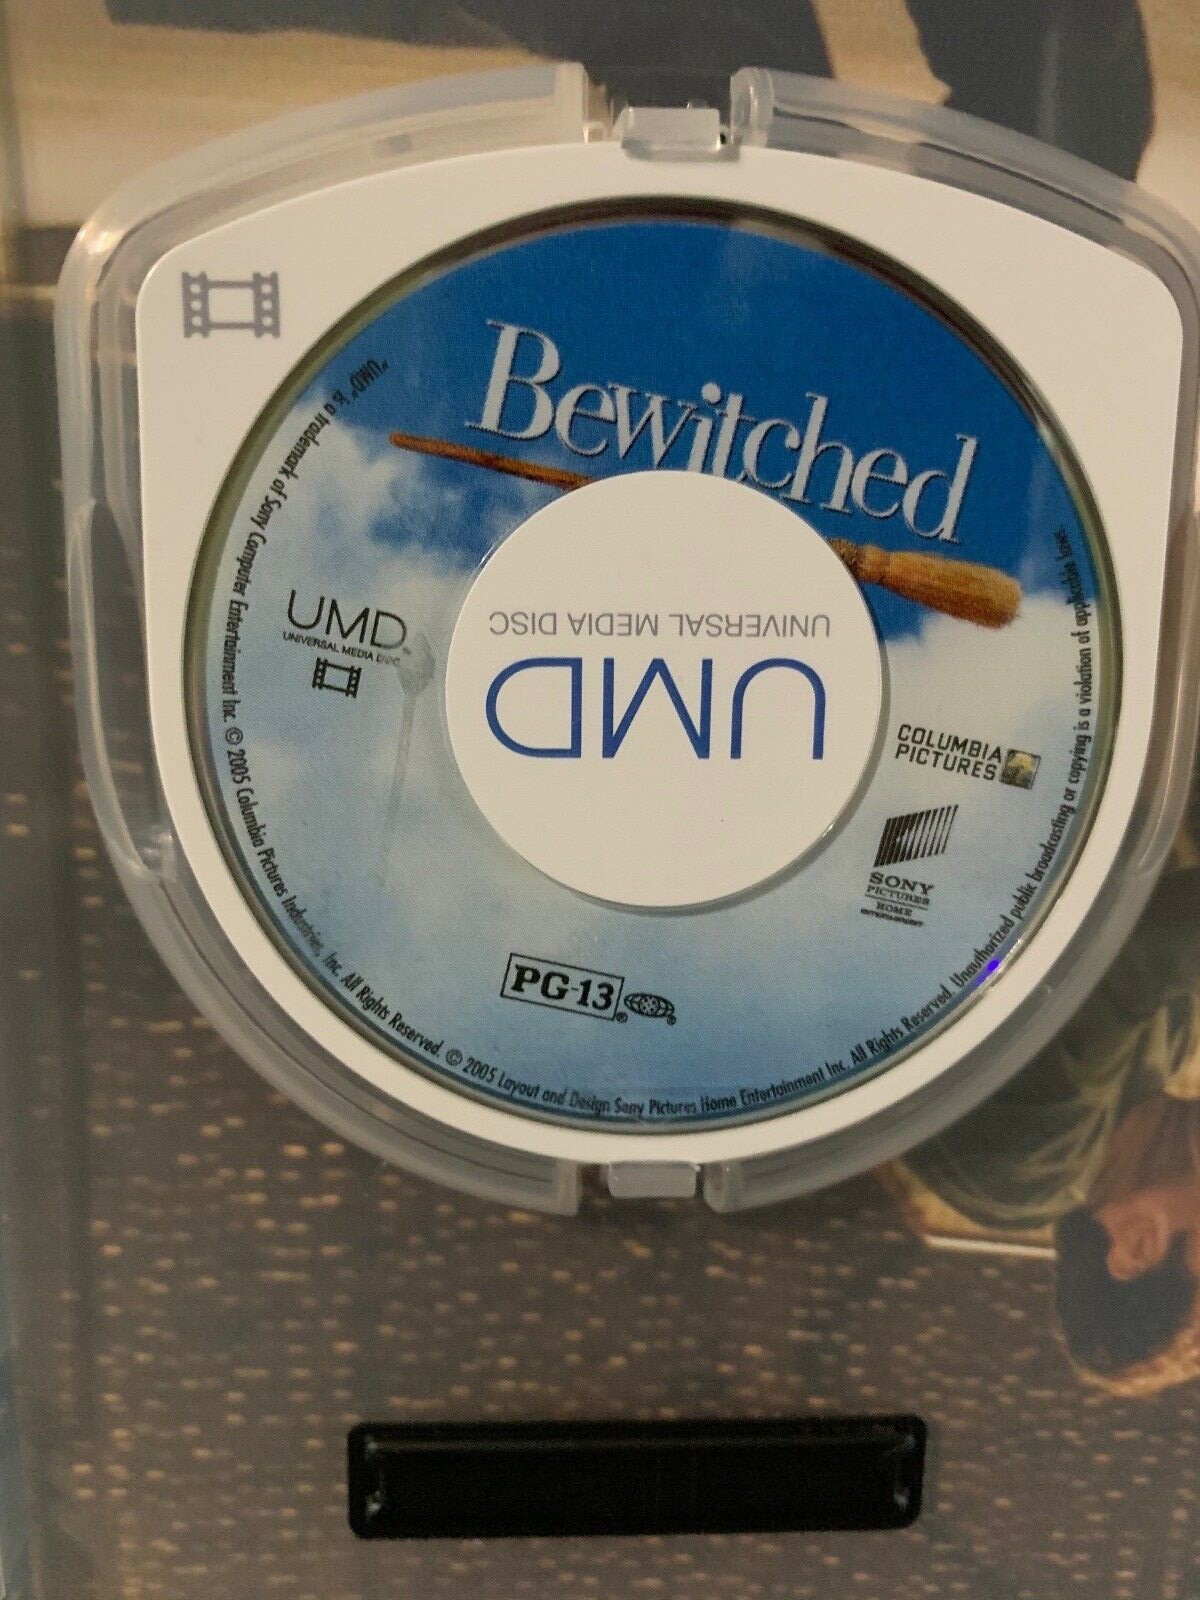 Bewitched
"UMD" is a trademark of Sony Computer Entertainment Inc. © 2005 Columbia Pictures Industries, Inc. All Rights Reserved. © 2005 Layout and Design Sony Pictures Home Entertainment Inc. All Rights Reserved. Unauthorized public broadcasting or copying is a violation of applicable laws.
UMD™
UNIVERSAL MEDIA DISC
UMD
UNIVERSAL MEDIA DISC
COLUMBIA
PICTURES
SONY
PICTURES
HOME
ENTERTAINMENT
PG-13®